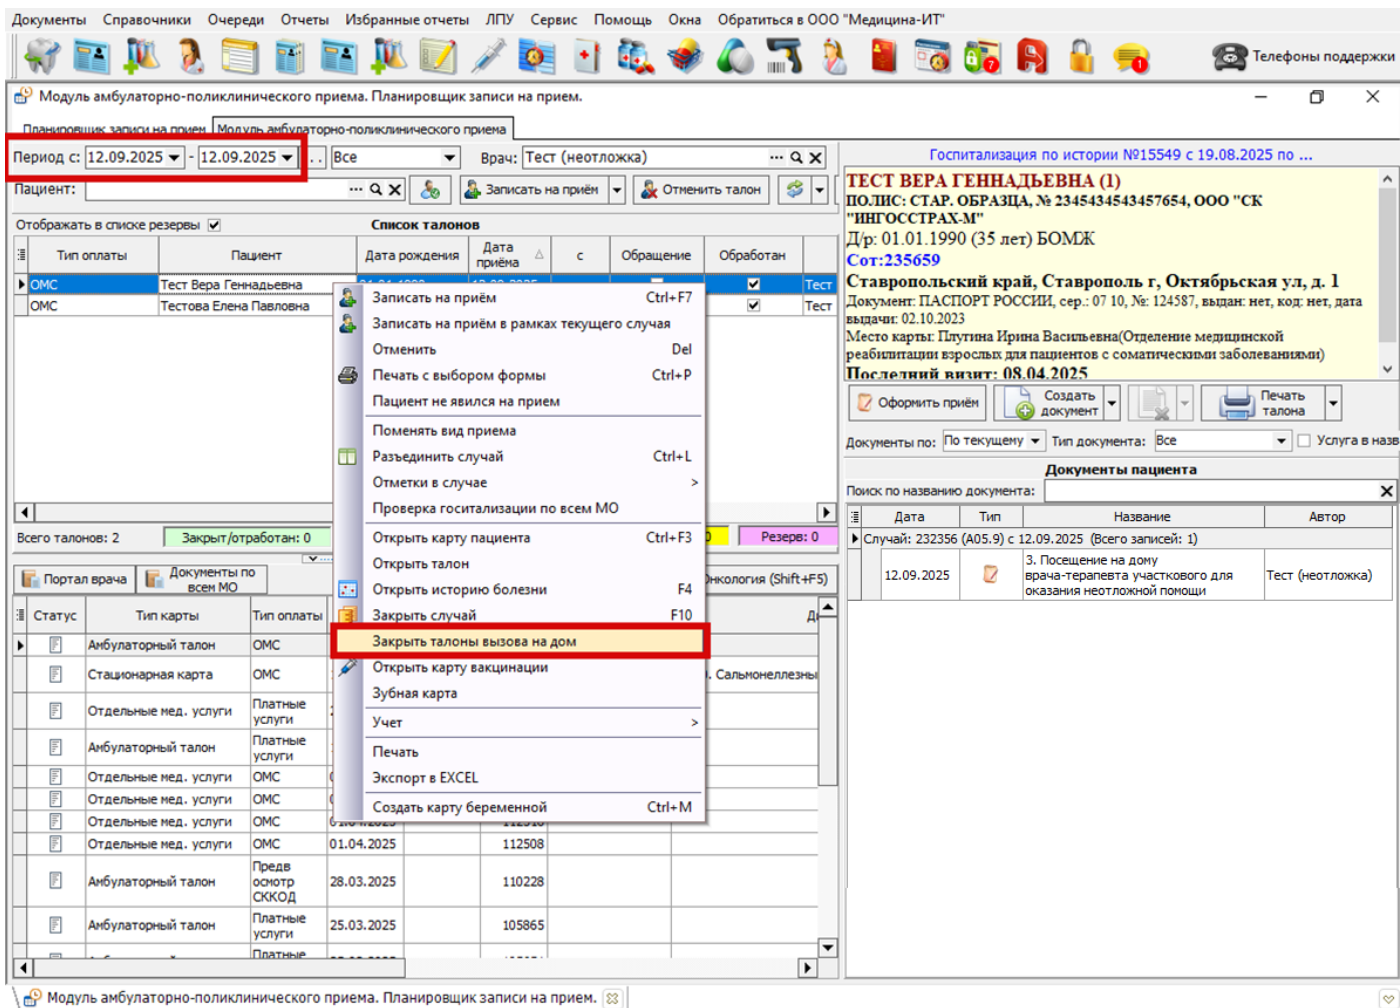 Документы Справочники Очереди Отчеты Избранные отчеты ЛПУ Сервис Помощь Окна Обратиться в ООО "Медицина-ИТ"
Телефоны поддержки
Модуль амбулаторно-поликлинического приема. Планировщик записи на прием.
Планировщик записи на прием Модуль амбулаторно-поликлинического приема
Период с: 12.09.2025 - 12.09.2025 Все Врач: Тест (неотложка)
Пациент: Записать на приём Отменить талон
Отображать в списке резервы Список талонов
Тип оплаты Пациент Дата рождения Дата приёма с Обращение Обработан
ОМС Тест Вера Геннадьевна Тест
ОМС Тестова Елена Павловна Тест
Записать на приём Ctrl+F7
Записать на приём в рамках текущего случая
Отменить Del
Печать с выбором формы Ctrl+P
Пациент не явился на прием
Поменять вид приема
Разъединить случай Ctrl+L
Отметки в случае >
Проверка госитализации по всем МО
Открыть карту пациента Ctrl+F3
Открыть талон
Открыть историю болезни F4
Закрыть случай F10
Закрыть талоны вызова на дом
Открыть карту вакцинации
Зубная карта
Учет >
Печать
Экспорт в EXCEL
Создать карту беременной Ctrl+M
Всего талонов: 2 Закрыт/отработан: 0 0 Резерв: 0
Портал врача Документы по всем МО Онкология (Shift+F5)
Статус Тип карты Тип оплаты
Амбулаторный талон ОМС
Стационарная карта ОМС . Сальмонеллезны
Отдельные мед. услуги Платные услуги
Амбулаторный талон Платные услуги
Отдельные мед. услуги ОМС
Отдельные мед. услуги ОМС
Отдельные мед. услуги ОМС
Отдельные мед. услуги ОМС 01.04.2025 112508
Амбулаторный талон Предв осмотр СККОД 28.03.2025 110228
Амбулаторный талон Платные услуги 25.03.2025 105865
Платные
Госпитализация по истории №15549 с 19.08.2025 по ...
ТЕСТ ВЕРА ГЕННАДЬЕВНА (1)
ПОЛИС: СТАР. ОБРАЗЦА, № 2345434543457654, ООО "СК
"ИНГОССТРАХ-М"
Д/р: 01.01.1990 (35 лет) БОМЖ
Сот:235659
Ставропольский край, Ставрополь г, Октябрьская ул, д. 1
Документ: ПАСПОРТ РОССИИ, сер.: 07 10, №: 124587, выдан: нет, код: нет, дата
выдачи: 02.10.2023
Место карты: Плугина Ирина Васильевна(Отделение медицинской
реабилитации взрослых для пациентов с соматическими заболеваниями)
Последний визит: 08.04.2025
Оформить приём Создать документ Печать талона
Документы по: По текущему Тип документа: Все Услуга в назв
Документы пациента
Поиск по названию документа:
Дата Тип Название Автор
Случай: 232356 (A05.9) с 12.09.2025 (Всего записей: 1)
12.09.2025 3. Посещение на дому
врача-терапевта участкового для Тест (неотложка)
оказания неотложной помощи
Модуль амбулаторно-поликлинического приема. Планировщик записи на прием.